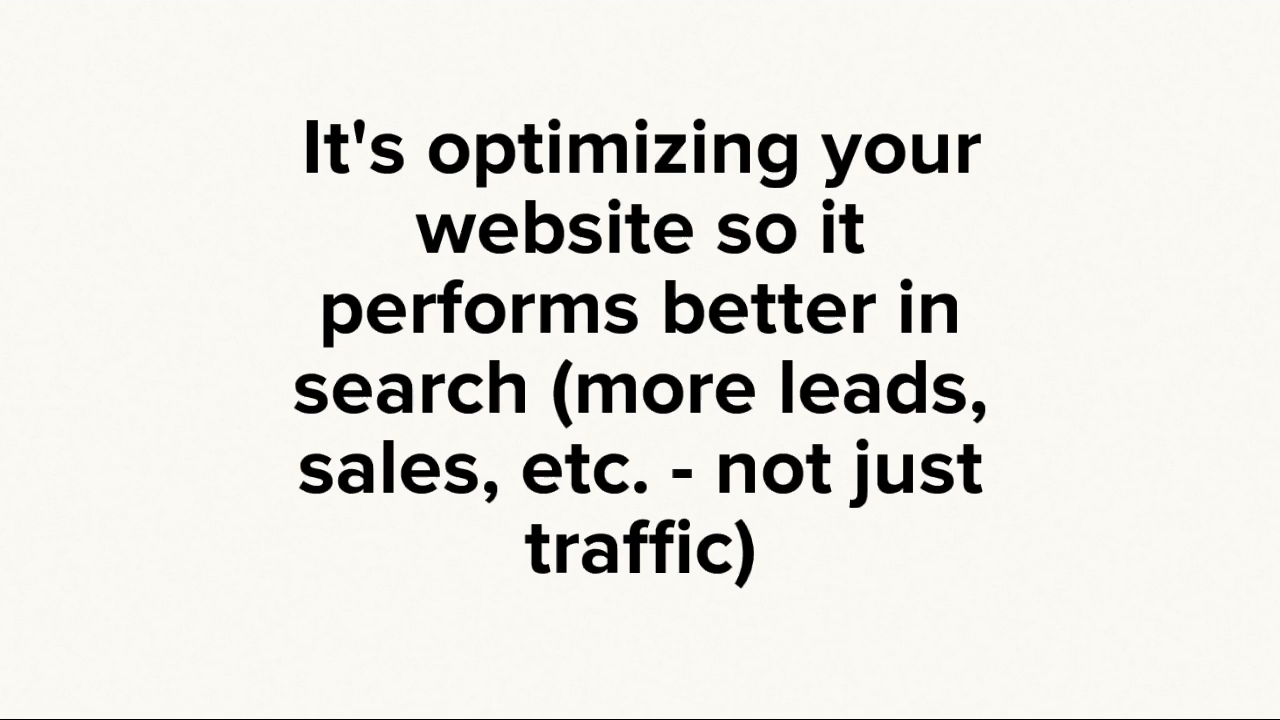 It's optimizing your
website so it
performs better in
search (more leads,
sales, etc. - not just
traffic)